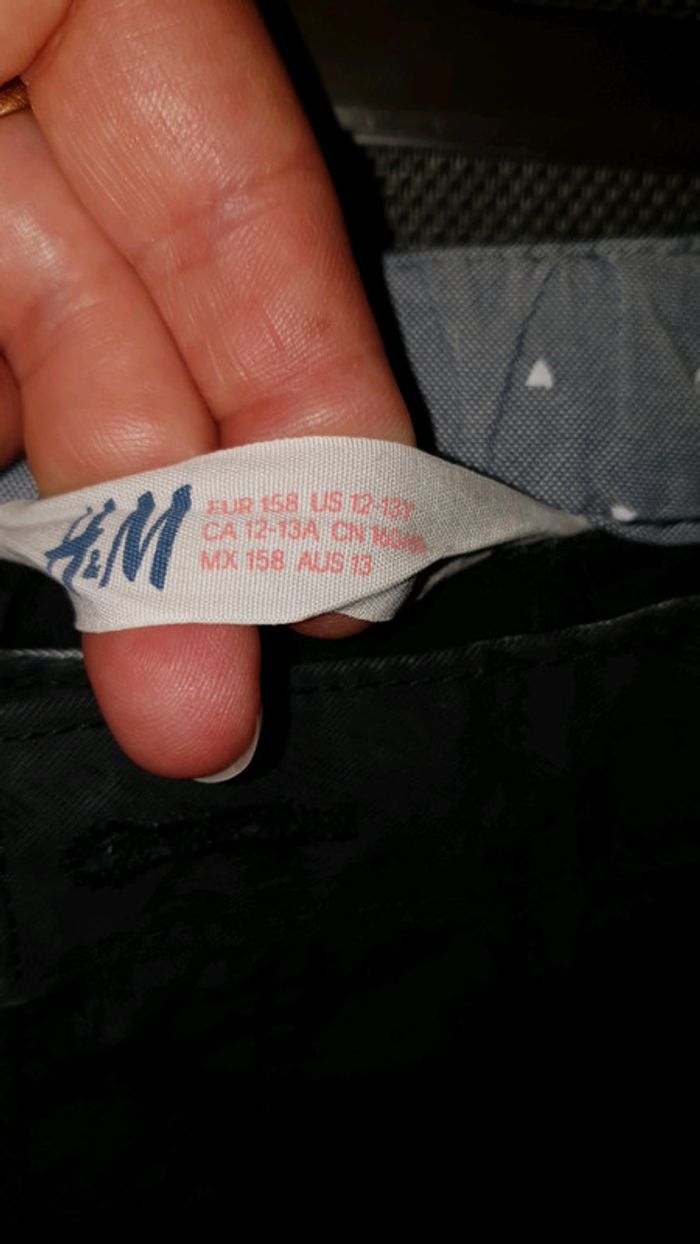 H&M
EUR 158 US 12-13Y
CA 12-13A CN
MX 158 AUS 13